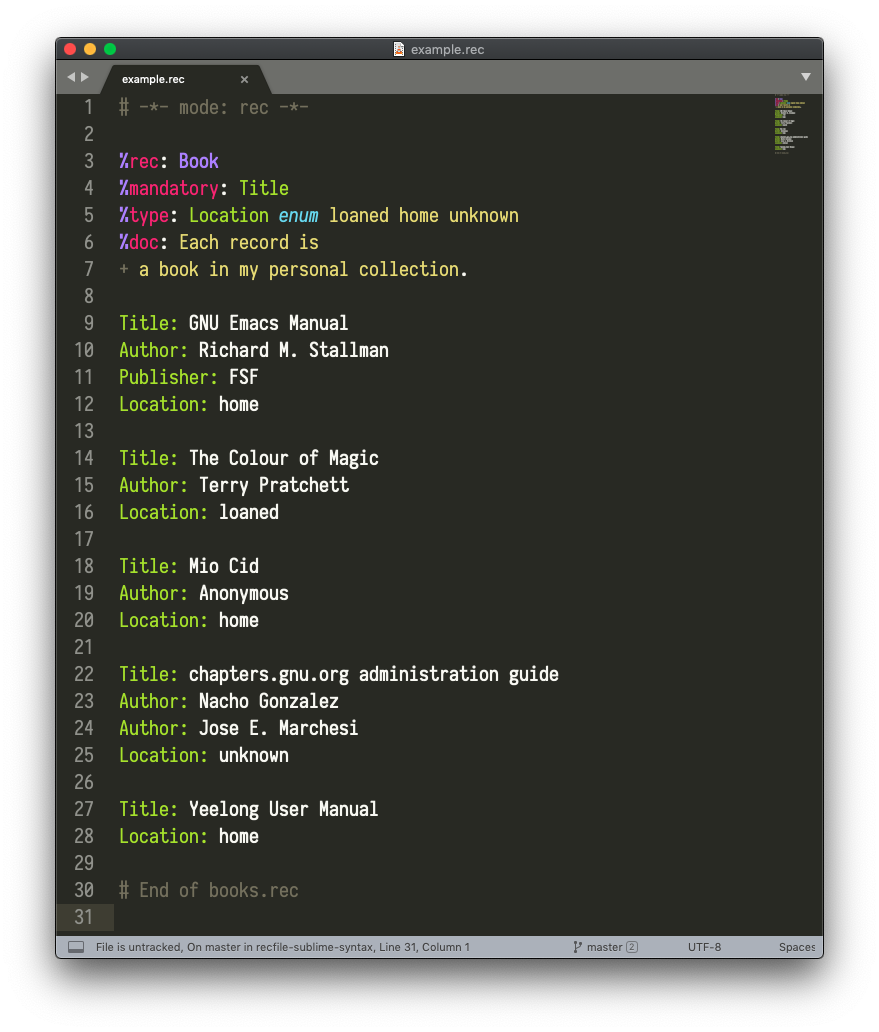 example.rec
example.rec ×
1 # -*- mode: rec -*-
2
3 %rec: Book
4 %mandatory: Title
5 %type: Location enum loaned home unknown
6 %doc: Each record is
7 + a book in my personal collection.
8
9 Title: GNU Emacs Manual
10 Author: Richard M. Stallman
11 Publisher: FSF
12 Location: home
13
14 Title: The Colour of Magic
15 Author: Terry Pratchett
16 Location: loaned
17
18 Title: Mio Cid
19 Author: Anonymous
20 Location: home
21
22 Title: chapters.gnu.org administration guide
23 Author: Nacho Gonzalez
24 Author: Jose E. Marchesi
25 Location: unknown
26
27 Title: Yeelong User Manual
28 Location: home
29
30 # End of books.rec
31
File is untracked, On master in recfile-sublime-syntax, Line 31, Column 1 master 2 UTF-8 Spaces